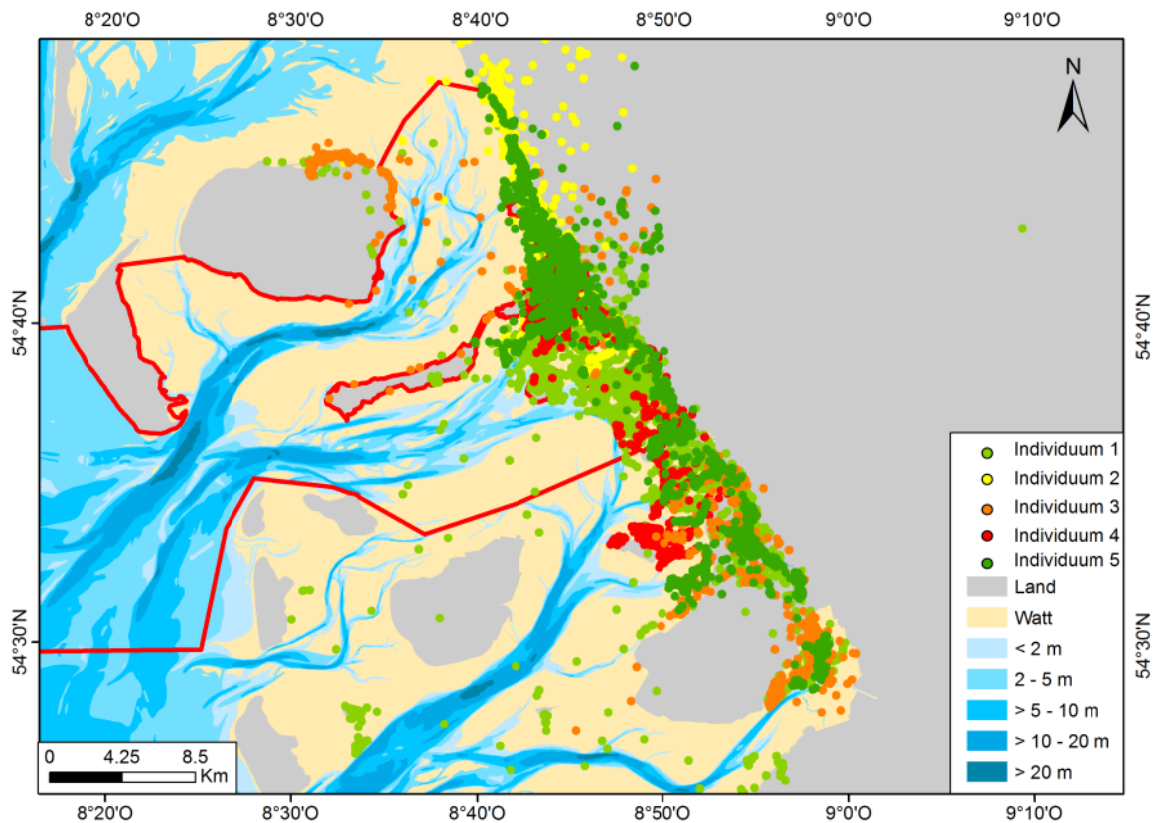 8°20'O 8°30'O 8°40'O 8°50'O 9°0'O 9°10'O
N
54°40'N 54°40'N
Individuum 1
Individuum 2
Individuum 3
Individuum 4
Individuum 5
Land
Watt
< 2 m
2 - 5 m
> 5 - 10 m
> 10 - 20 m
> 20 m
54°30'N 54°30'N
0 4.25 8.5
Km
8°20'O 8°30'O 8°40'O 8°50'O 9°0'O 9°10'O